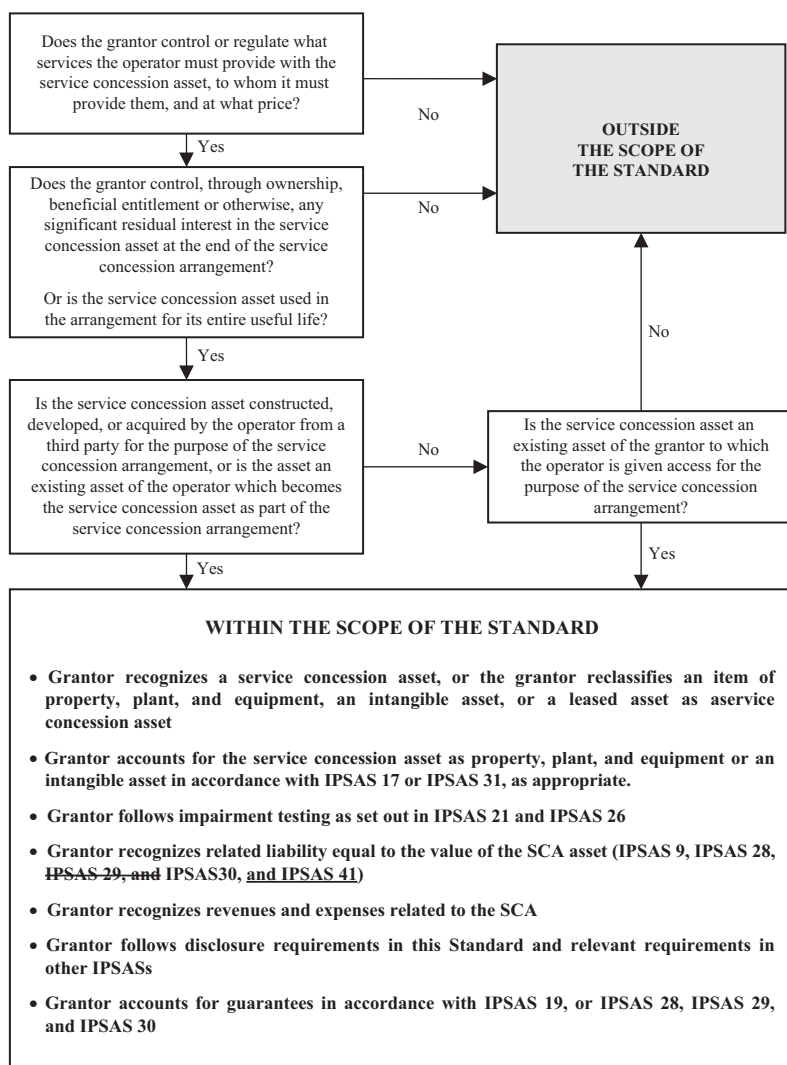 Does the grantor control or regulate what
services the operator must provide with the
service concession asset, to whom it must
provide them, and at what price?
No
OUTSIDE
THE SCOPE OF
THE STANDARD
Yes
Does the grantor control, through ownership,
beneficial entitlement or otherwise, any
significant residual interest in the service
concession asset at the end of the service
concession arrangement?
Or is the service concession asset used in
the arrangement for its entire useful life?
No
No
Yes
Is the service concession asset constructed,
developed, or acquired by the operator from a
third party for the purpose of the service
concession arrangement, or is the asset an
existing asset of the operator which becomes
the service concession asset as part of the
service concession arrangement?
No
Is the service concession asset an
existing asset of the grantor to which
the operator is given access for the
purpose of the service concession
arrangement?
Yes
Yes
WITHIN THE SCOPE OF THE STANDARD
• Grantor recognizes a service concession asset, or the grantor reclassifies an item of
property, plant, and equipment, an intangible asset, or a leased asset as aservice
concession asset
• Grantor accounts for the service concession asset as property, plant, and equipment or an
intangible asset in accordance with IPSAS 17 or IPSAS 31, as appropriate.
• Grantor follows impairment testing as set out in IPSAS 21 and IPSAS 26
• Grantor recognizes related liability equal to the value of the SCA asset (IPSAS 9, IPSAS 28,
IPSAS 29, and IPSAS30, and IPSAS 41)
• Grantor recognizes revenues and expenses related to the SCA
• Grantor follows disclosure requirements in this Standard and relevant requirements in
other IPSASs
• Grantor accounts for guarantees in accordance with IPSAS 19, or IPSAS 28, IPSAS 29,
and IPSAS 30